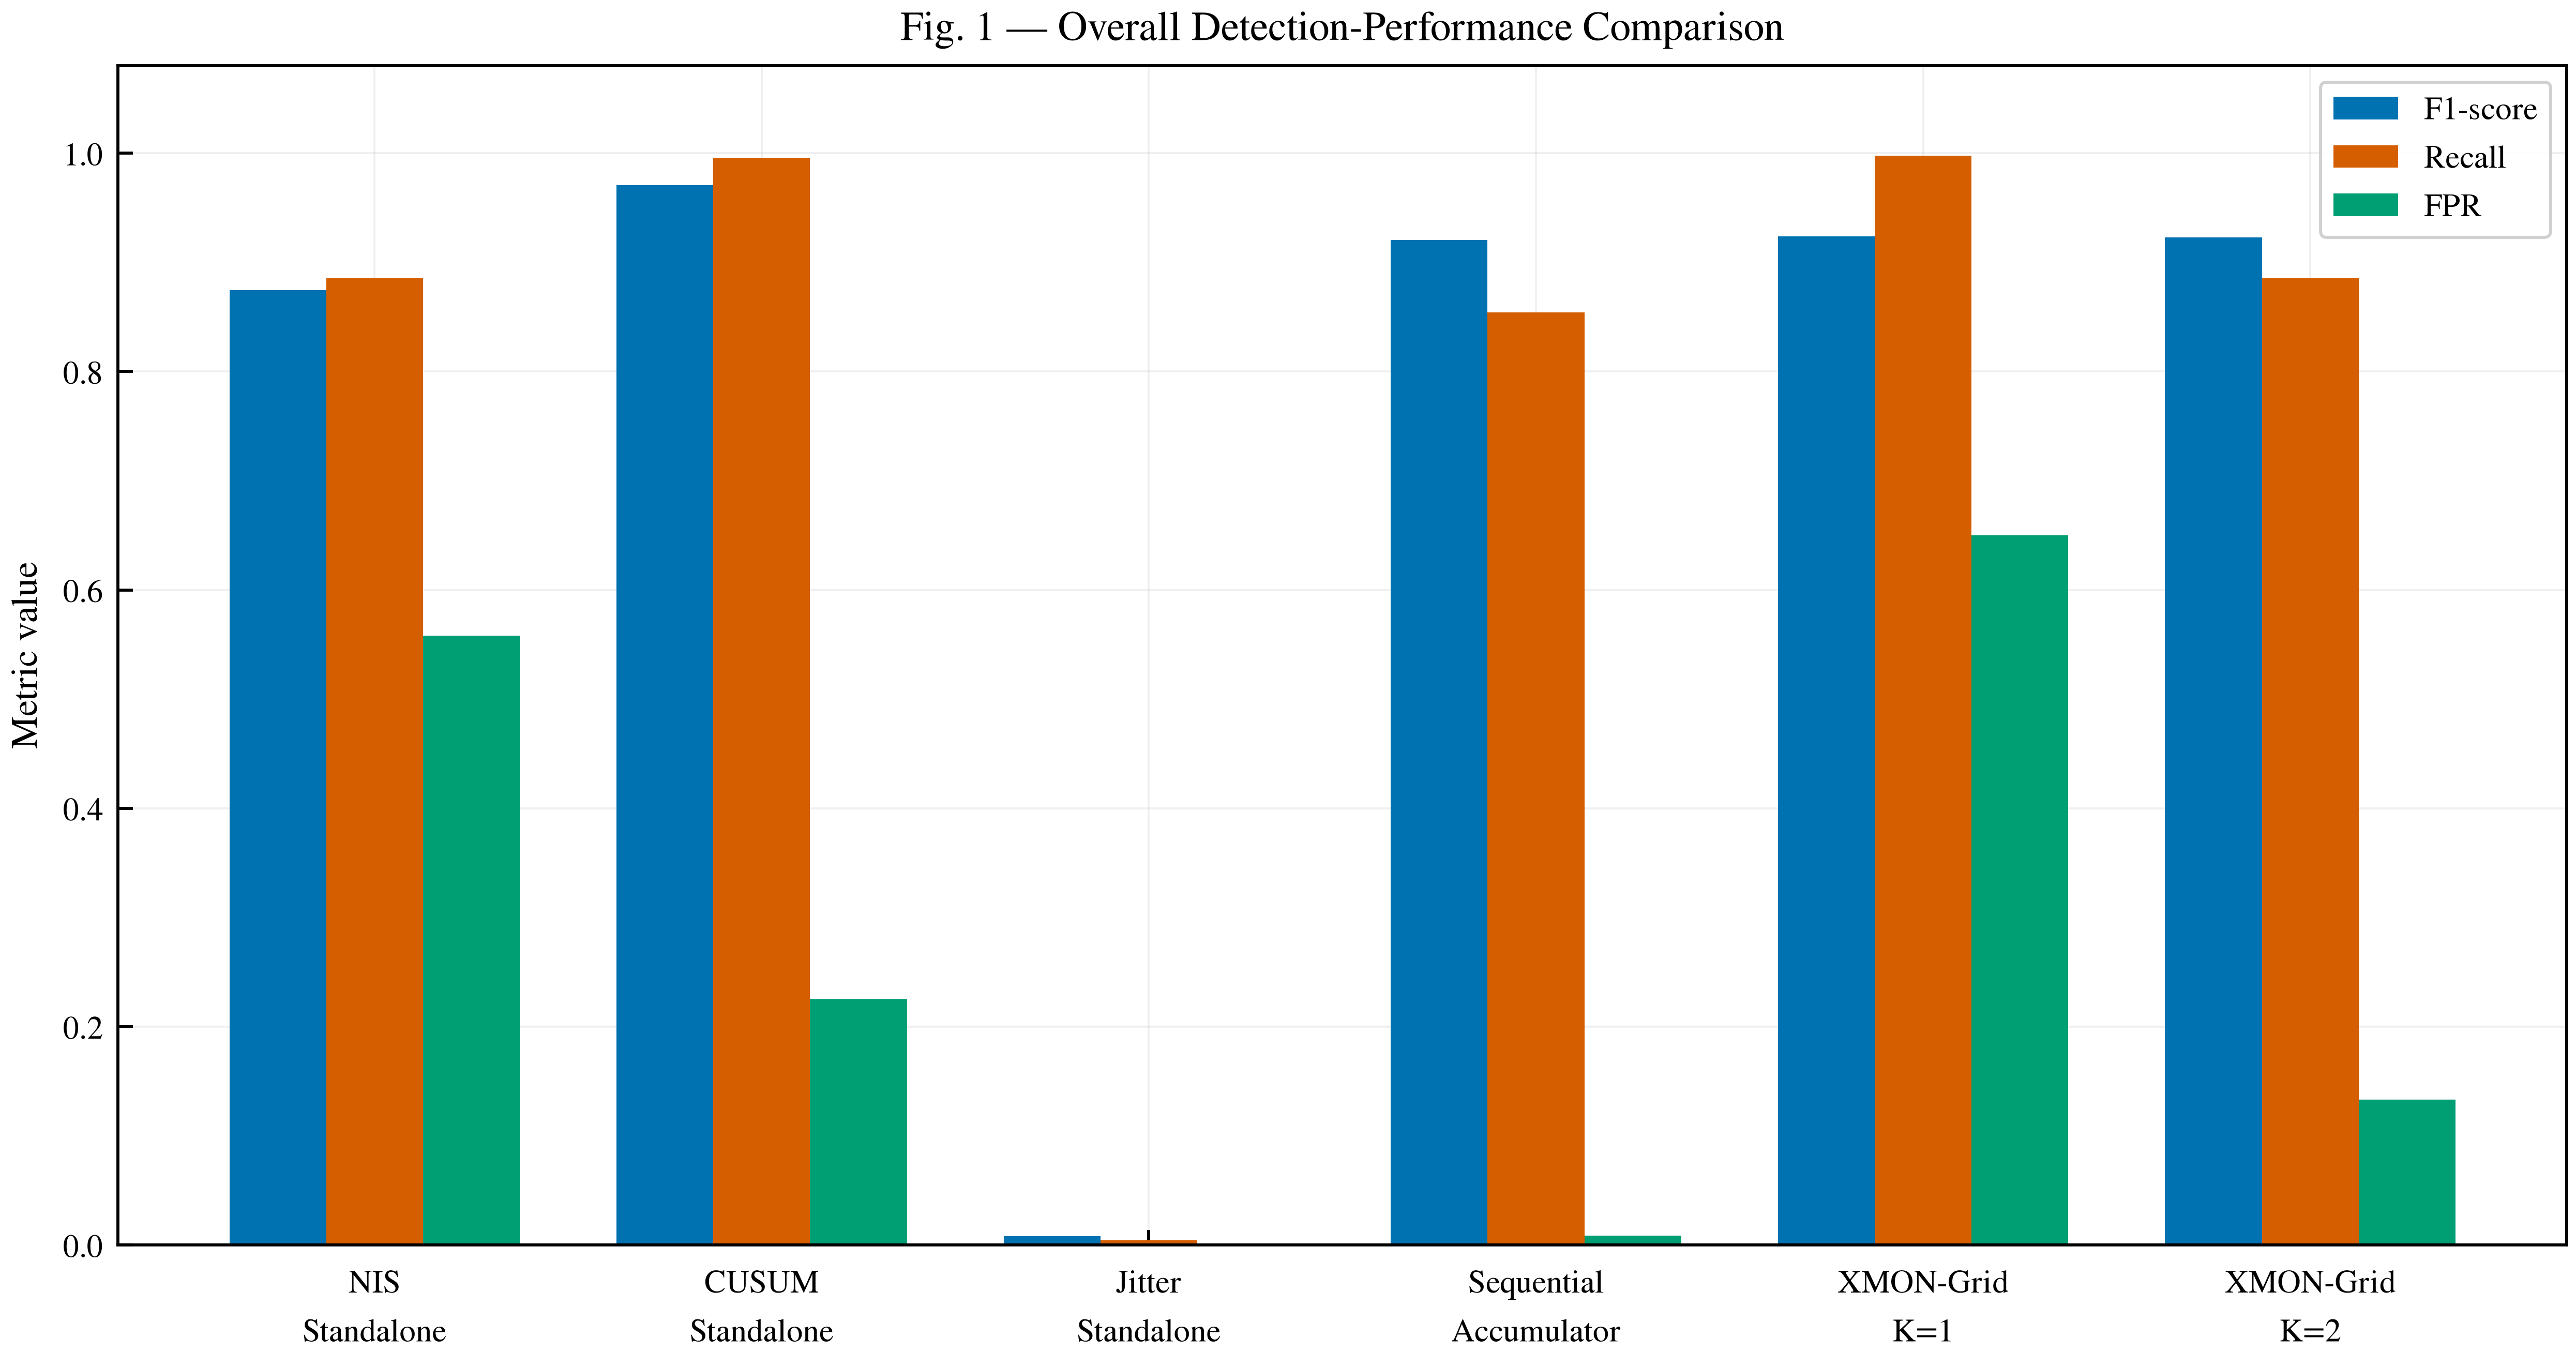 Fig. 1 — Overall Detection-Performance Comparison
F1-score
Recall
FPR
Metric value
1.0
0.8
0.6
0.4
0.2
0.0
NIS
Standalone
CUSUM
Standalone
Jitter
Standalone
Sequential
Accumulator
XMON-Grid
K=1
XMON-Grid
K=2